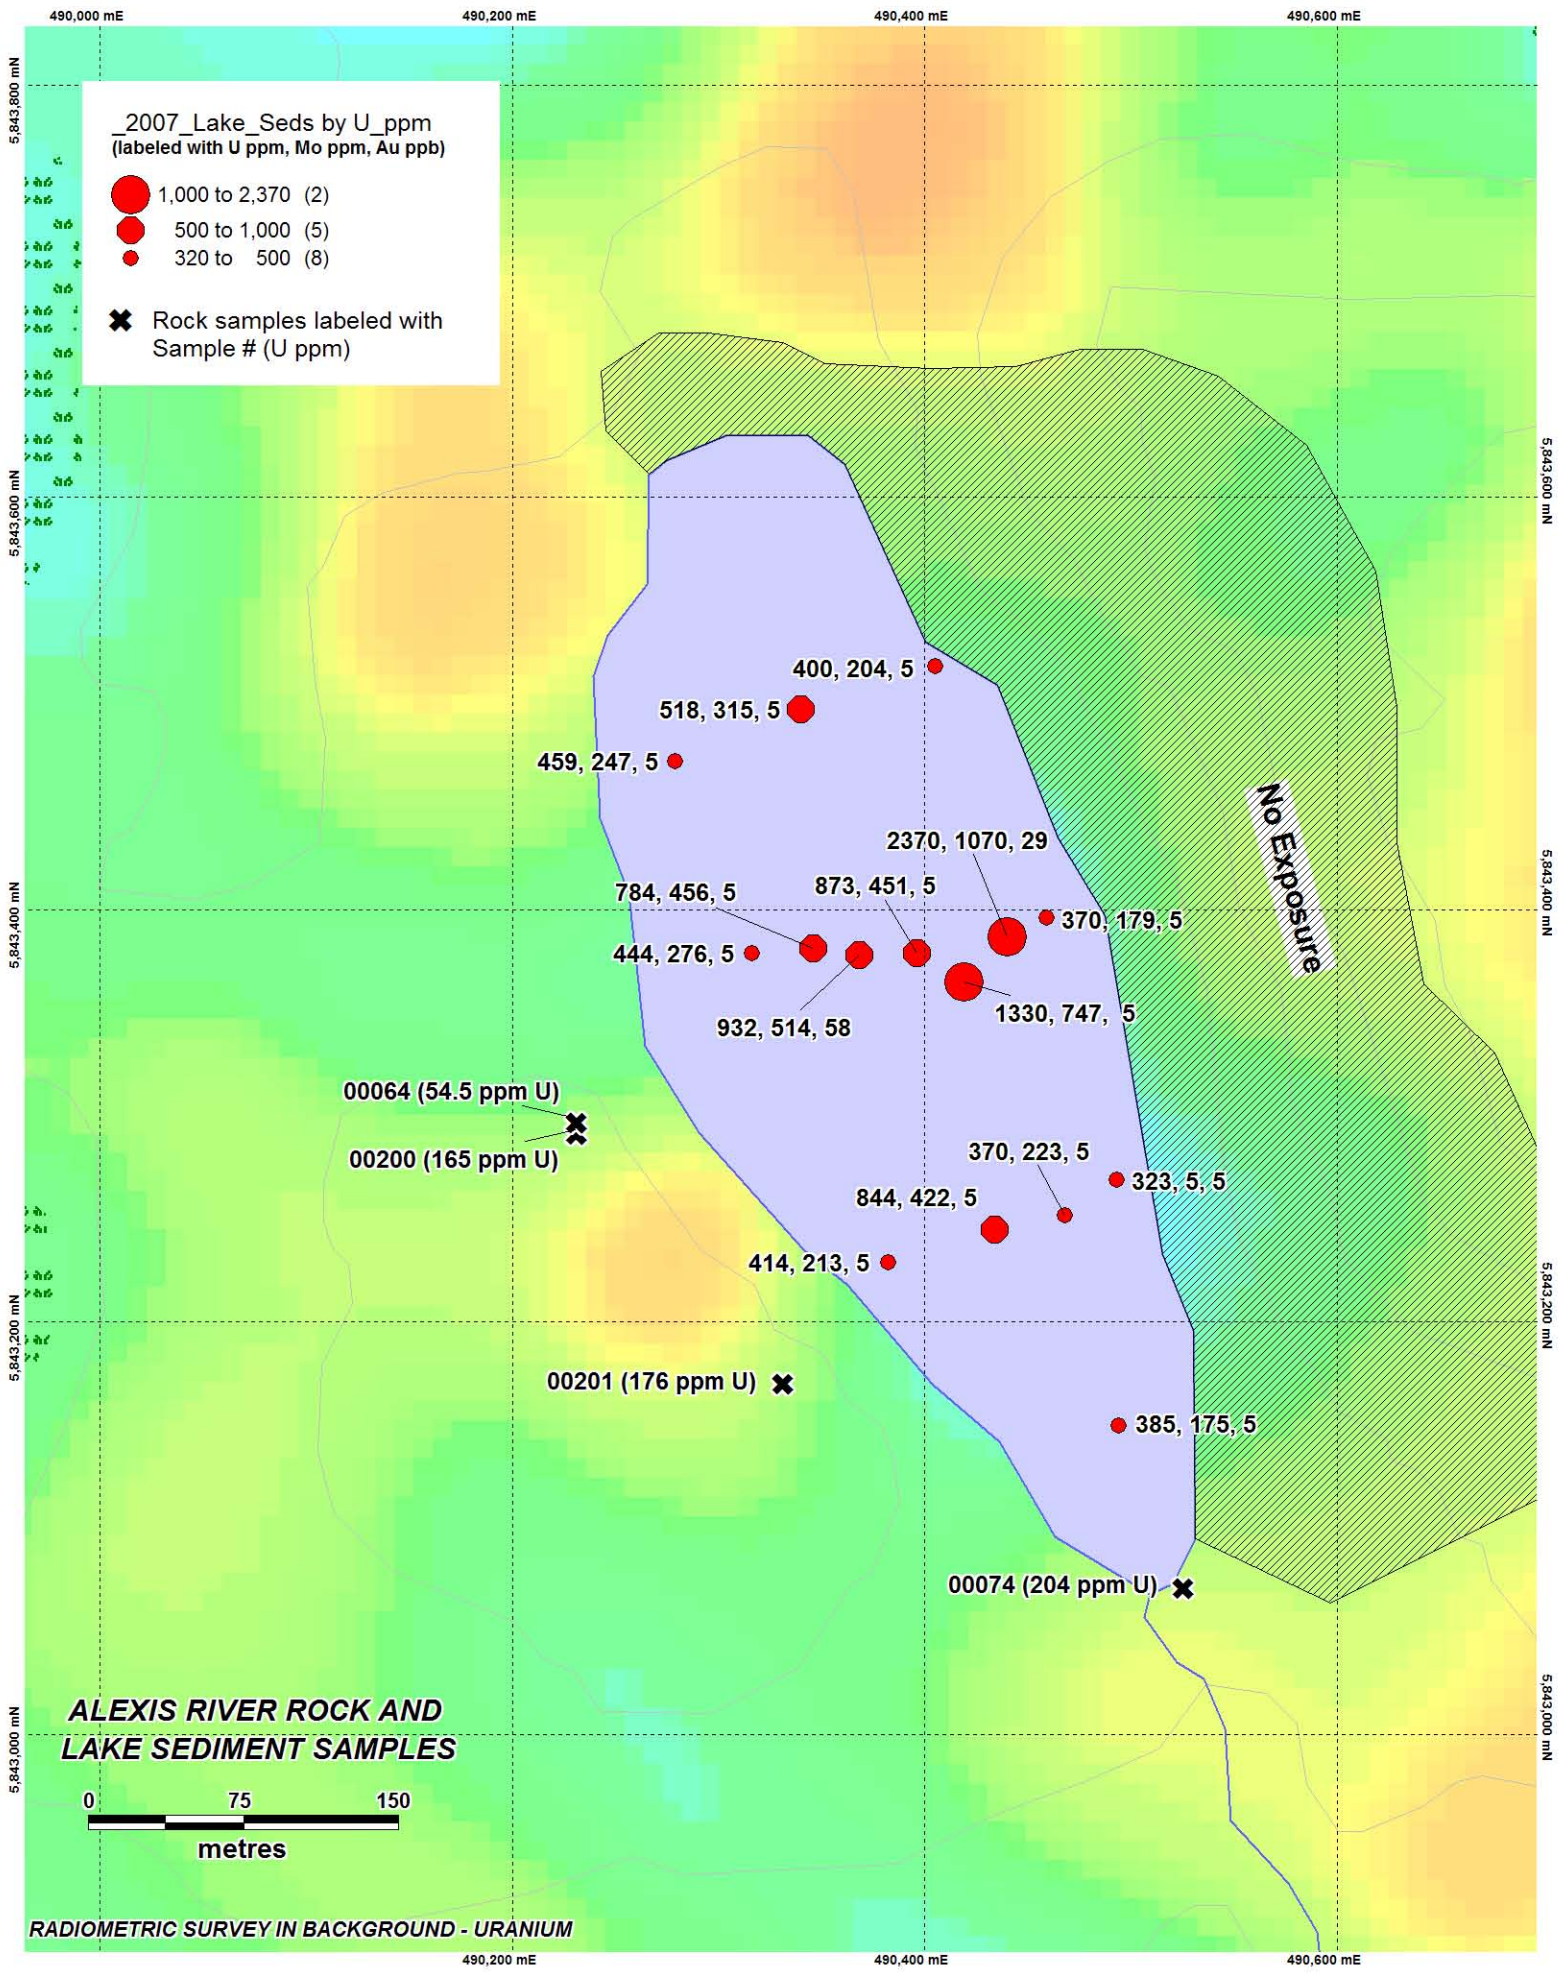 490,000 mE
490,200 mE
490,400 mE
490,600 mE
5,843,800 mN
_2007_Lake_Seds by U_ppm
(labeled with U ppm, Mo ppm, Au ppb)
1,000 to 2,370 (2)
500 to 1,000 (5)
320 to 500 (8)
Rock samples labeled with
Sample # (U ppm)
5,843,600 mN
5,843,600 mN
400, 204, 5
518, 315, 5
459, 247, 5
2370, 1070, 29
873, 451, 5
784, 456, 5
No Exposure
5,843,400 mN
5,843,400 mN
370, 179, 5
444, 276, 5
1330, 747, 5
932, 514, 58
00064 (54.5 ppm U)
00200 (165 ppm U)
370, 223, 5
323, 5, 5
844, 422, 5
414, 213, 5
5,843,200 mN
5,843,200 mN
00201 (176 ppm U)
385, 175, 5
00074 (204 ppm U)
5,843,000 mN
5,843,000 mN
ALEXIS RIVER ROCK AND
LAKE SEDIMENT SAMPLES
0 75 150
metres
RADIOMETRIC SURVEY IN BACKGROUND - URANIUM
490,200 mE
490,400 mE
490,600 mE